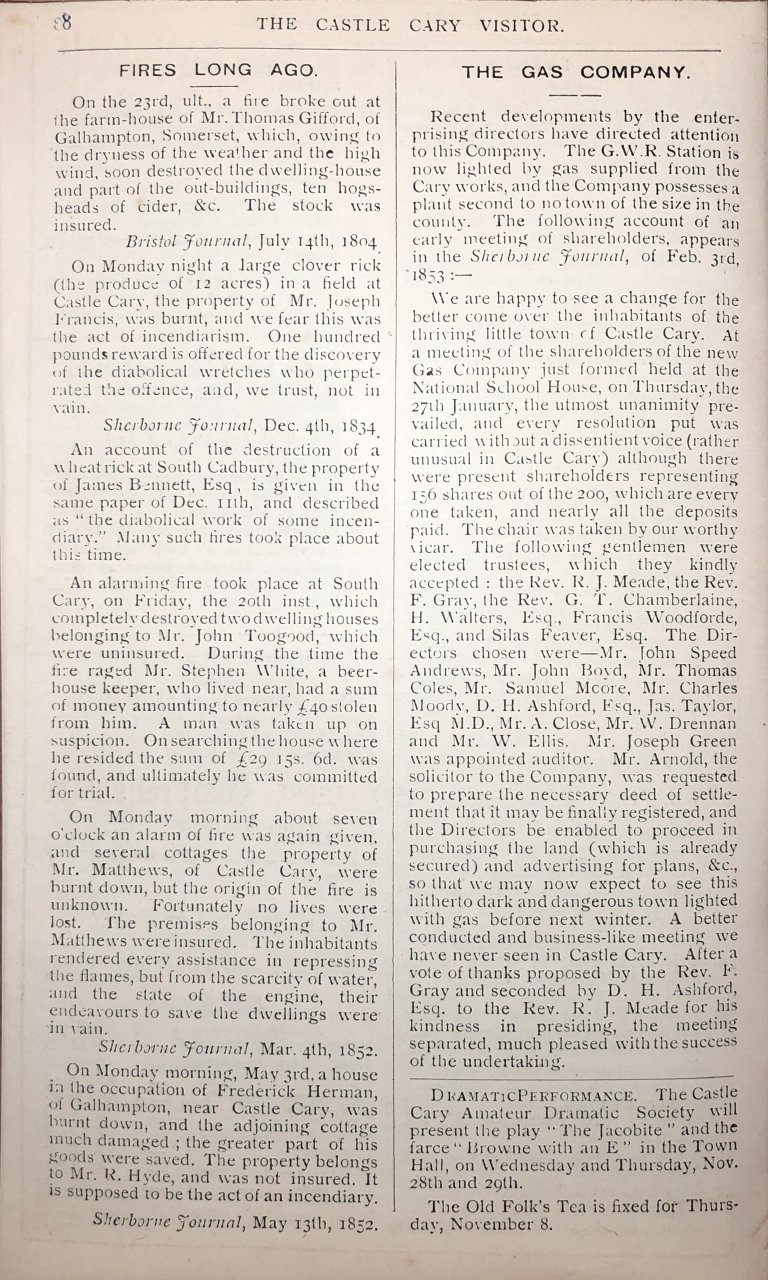 88 THE CASTLE CARY VISITOR.
FIRES LONG AGO.
On the 23rd, ult., a fire broke out at
the farm-house of Mr. Thomas Gifford, of
Galhampton, Somerset, which, owing to
the dryness of the weather and the high
wind, soon destroyed the dwelling-house
and part of the out-buildings, ten hogs-
heads of cider, &c. The stock was
insured.
Bristol Journal, July 14th, 1804.
On Monday night a large clover rick
(the produce of 12 acres) in a field at
Castle Cary, the property of Mr. Joseph
Francis, was burnt, and we fear this was
the act of incendiarism. One hundred
pounds reward is offered for the discovery
of the diabolical wretches who perpet-
rated the offence, and, we trust, not in
vain.
Sherborne Journal, Dec. 4th, 1834.
An account of the destruction of a
wheat rick at South Cadbury, the property
of James Bennett, Esq, is given in the
same paper of Dec. 11th, and described
as "the diabolical work of some incen-
diary." Many such fires took place about
this time.
An alarming fire took place at South
Cary, on Friday, the 20th inst, which
completely destroyed two dwelling houses
belonging to Mr. John Toogood, which
were uninsured. During the time the
fire raged Mr. Stephen White, a beer-
house keeper, who lived near, had a sum
of money amounting to nearly £40 stolen
from him. A man was taken up on
suspicion. On searching the house where
he resided the sum of £29 15s. 6d. was
found, and ultimately he was committed
for trial.
On Monday morning about seven
o'clock an alarm of fire was again given,
and several cottages the property of
Mr. Matthews, of Castle Cary, were
burnt down, but the origin of the fire is
unknown. Fortunately no lives were
lost. The premises belonging to Mr.
Matthews were insured. The inhabitants
rendered every assistance in repressing
the flames, but from the scarcity of water,
and the state of the engine, their
endeavours to save the dwellings were
in vain.
Sherborne Journal, Mar. 4th, 1852.
On Monday morning, May 3rd, a house
in the occupation of Frederick Herman,
of Galhampton, near Castle Cary, was
burnt down, and the adjoining cottage
much damaged; the greater part of his
goods were saved. The property belongs
to Mr. R. Hyde, and was not insured. It
is supposed to be the act of an incendiary.
Sherborne Journal, May 13th, 1852.
THE GAS COMPANY.
Recent developments by the enter-
prising directors have directed attention
to this Company. The G.W.R. Station is
now lighted by gas supplied from the
Cary works, and the Company possesses a
plant second to no town of the size in the
county. The following account of an
early meeting of shareholders, appears
in the Sherborne Journal, of Feb. 3rd,
1853 :—
We are happy to see a change for the
better come over the inhabitants of the
thriving little town of Castle Cary. At
a meeting of the shareholders of the new
Gas Company just formed held at the
National School House, on Thursday, the
27th January, the utmost unanimity pre-
vailed, and every resolution put was
carried without a dissentient voice (rather
unusual in Castle Cary) although there
were present shareholders representing
156 shares out of the 200, which are every
one taken, and nearly all the deposits
paid. The chair was taken by our worthy
vicar. The following gentlemen were
elected trustees, which they kindly
accepted : the Rev. R. J. Meade, the Rev.
F. Gray, the Rev. G. T. Chamberlaine,
H. Walters, Esq., Francis Woodforde,
Esq., and Silas Feaver, Esq. The Dir-
ectors chosen were—Mr. John Speed
Andrews, Mr. John Boyd, Mr. Thomas
Coles, Mr. Samuel Moore, Mr. Charles
Moody, D. H. Ashford, Esq., Jas. Taylor,
Esq M.D., Mr. A. Close, Mr. W. Drennan
and Mr. W. Ellis. Mr. Joseph Green
was appointed auditor. Mr. Arnold, the
solicitor to the Company, was requested
to prepare the necessary deed of settle-
ment that it may be finally registered, and
the Directors be enabled to proceed in
purchasing the land (which is already
secured) and advertising for plans, &c.,
so that we may now expect to see this
hitherto dark and dangerous town lighted
with gas before next winter. A better
conducted and business-like meeting we
have never seen in Castle Cary. After a
vote of thanks proposed by the Rev. F.
Gray and seconded by D. H. Ashford,
Esq. to the Rev. R. J. Meade for his
kindness in presiding, the meeting
separated, much pleased with the success
of the undertaking.
DRAMATIC PERFORMANCE. The Castle
Cary Amateur Dramatic Society will
present the play "The Jacobite" and the
farce "Browne with an E" in the Town
Hall, on Wednesday and Thursday, Nov.
28th and 29th.
The Old Folk's Tea is fixed for Thurs-
day, November 8.